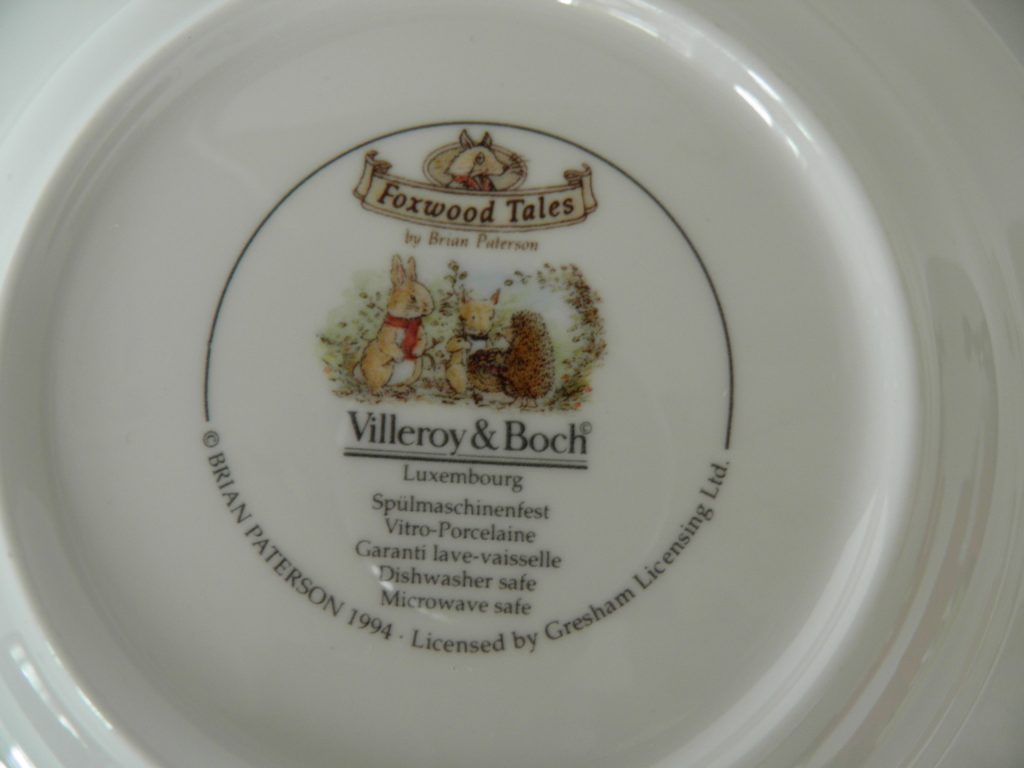 Foxwood Tales
by Brian Paterson
Villeroy & Boch©
Luxembourg
Spülmaschinenfest
Vitro-Porcelaine
Garanti lave-vaisselle
Dishwasher safe
Microwave safe
© BRIAN PATERSON 1994 · Licensed by Gresham Licensing Ltd.